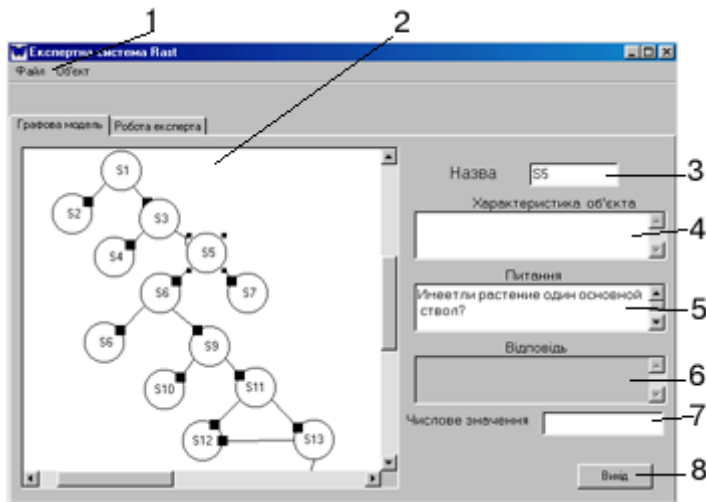 1
2
Експертна система Rast
Файл Об'єкт
Графова модель Робота експерта
S1
S2
S3
S4
S5
S6
S7
S6
S9
S10
S11
S12
S13
Назва S5 3
Характеристика об'єкта
4
Питання
Имеетли растение один основной
ствол?
5
Відповідь
6
Числове значення 7
Вихід 8